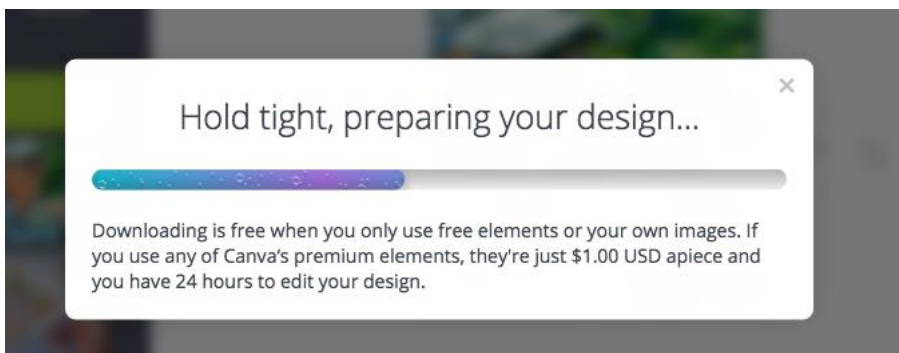 Hold tight, preparing your design...
Downloading is free when you only use free elements or your own images. If
you use any of Canva's premium elements, they're just $1.00 USD apiece and
you have 24 hours to edit your design.